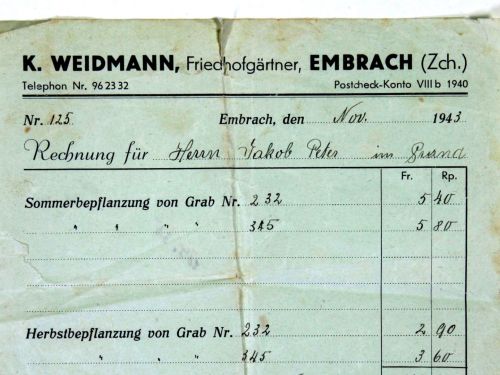 K. WEIDMANN, Friedhofgärtner, EMBRACH (Zch.)
Telephon Nr. 96 23 32 Postcheck-Konto VIII b 1940
Nr. 125 Embrach, den Nov. 1943
Rechnung für Herrn Jakob Peter im
Fr. Rp.
Sommerbepflanzung von Grab Nr. 232 5 40
" " " " 345 5 80
Herbstbepflanzung von Grab Nr. 232 2 90
" " " 345 3 60